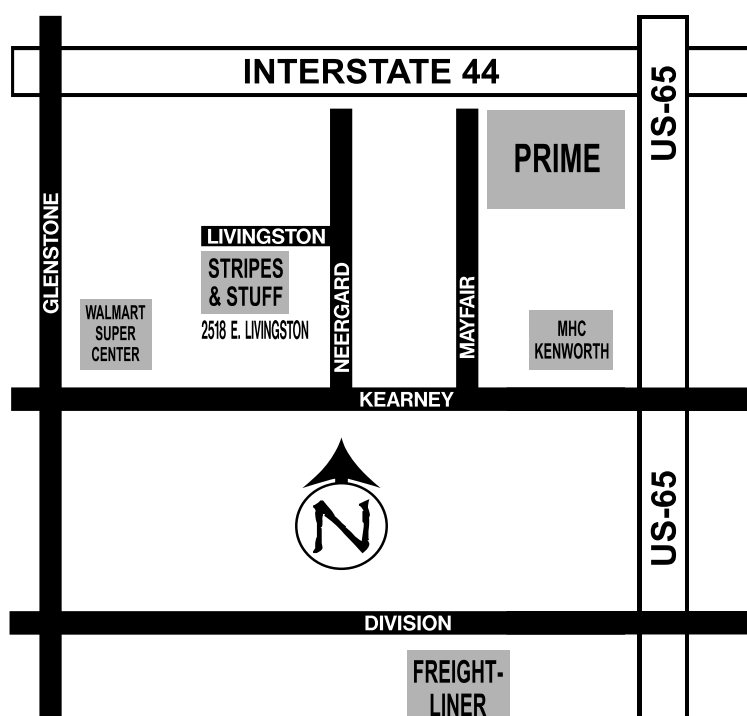 INTERSTATE 44
US-65
PRIME
GLENSTONE
LIVINGSTON
STRIPES
& STUFF
2518 E. LIVINGSTON
NEERGARD
MAYFAIR
WALMART
SUPER
CENTER
MHC
KENWORTH
KEARNEY
N
US-65
DIVISION
FREIGHT-
LINER